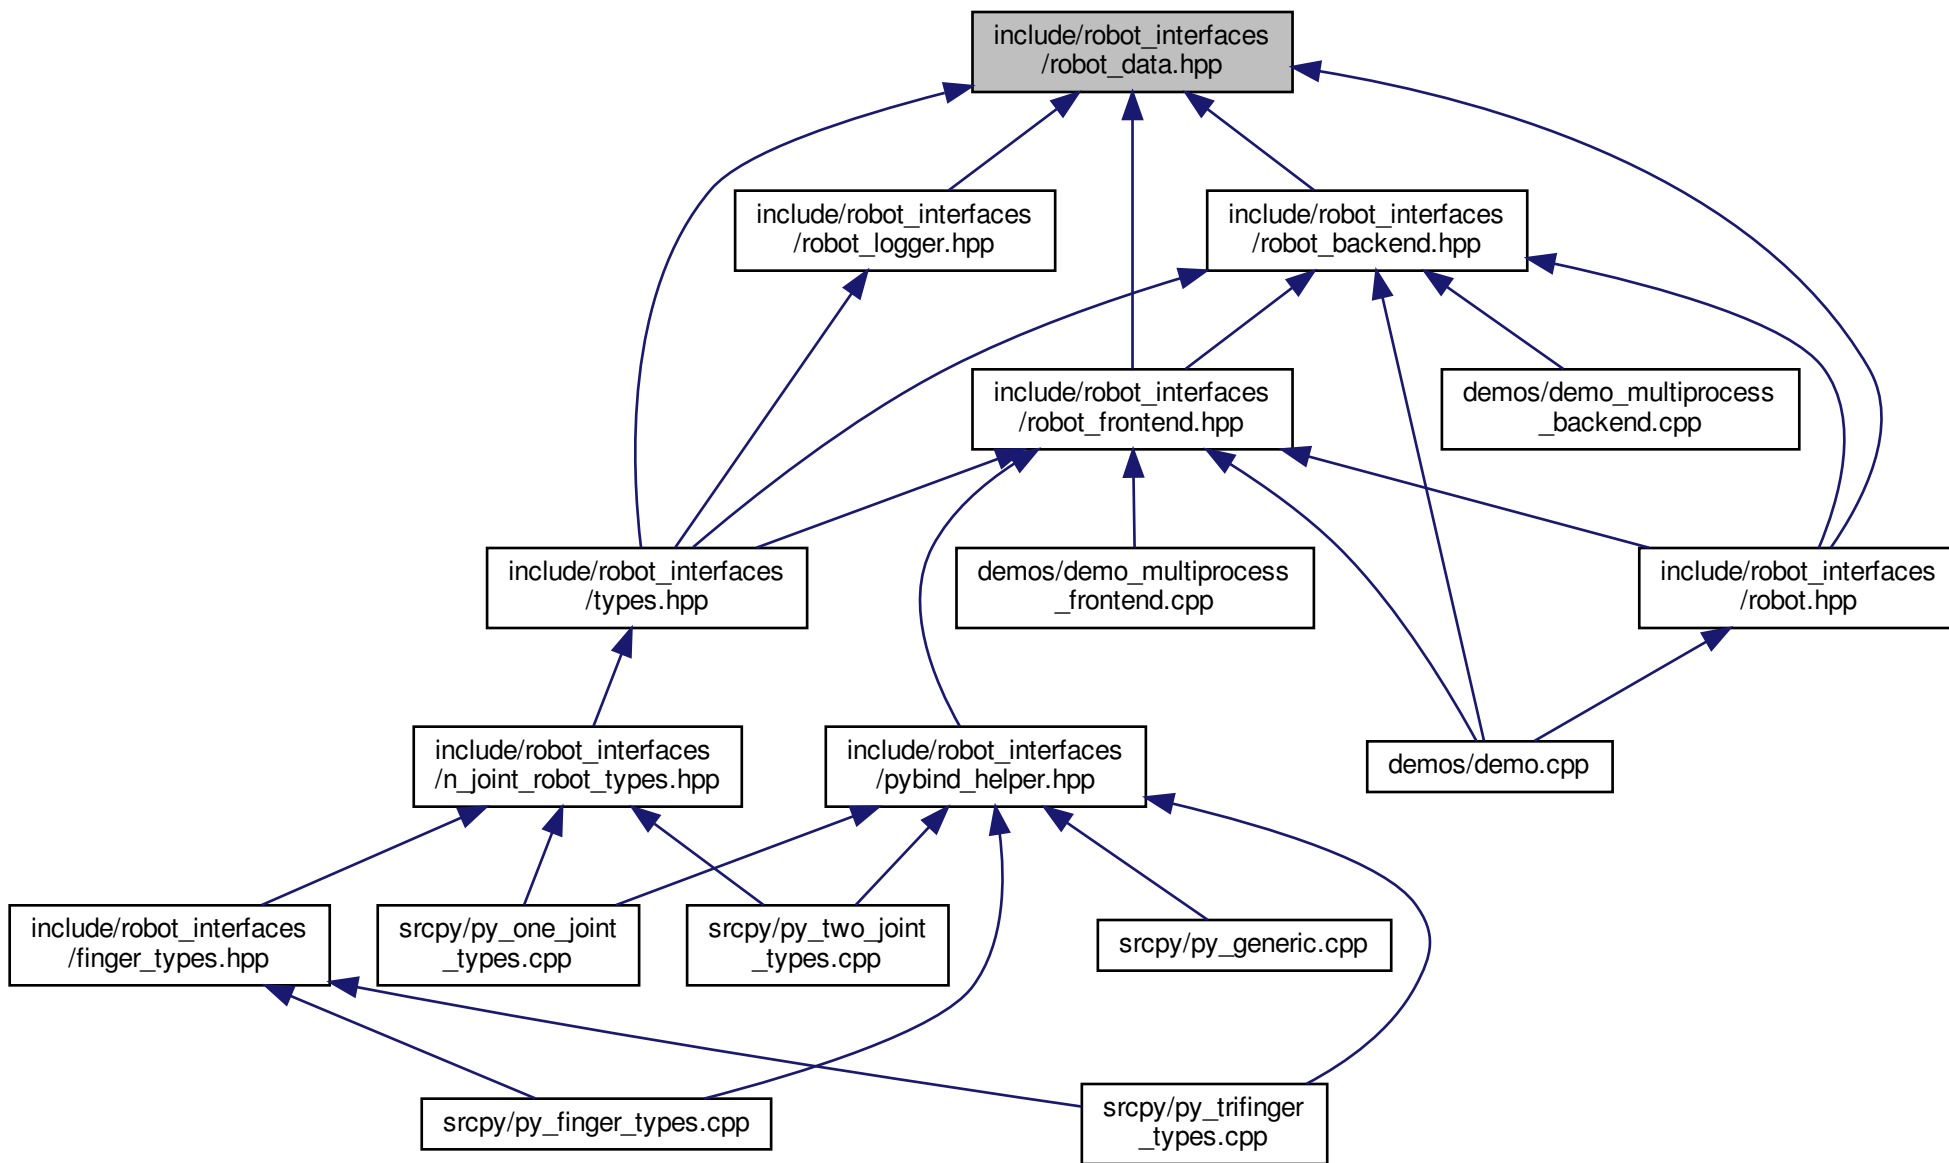 include/robot_interfaces
/robot_data.hpp
include/robot_interfaces
/robot_logger.hpp
include/robot_interfaces
/robot_backend.hpp
include/robot_interfaces
/robot_frontend.hpp
demos/demo_multiprocess
_backend.cpp
include/robot_interfaces
/types.hpp
demos/demo_multiprocess
_frontend.cpp
include/robot_interfaces
/robot.hpp
include/robot_interfaces
/n_joint_robot_types.hpp
include/robot_interfaces
/pybind_helper.hpp
demos/demo.cpp
include/robot_interfaces
/finger_types.hpp
srcpy/py_one_joint
_types.cpp
srcpy/py_two_joint
_types.cpp
srcpy/py_generic.cpp
srcpy/py_finger_types.cpp
srcpy/py_trifinger
_types.cpp